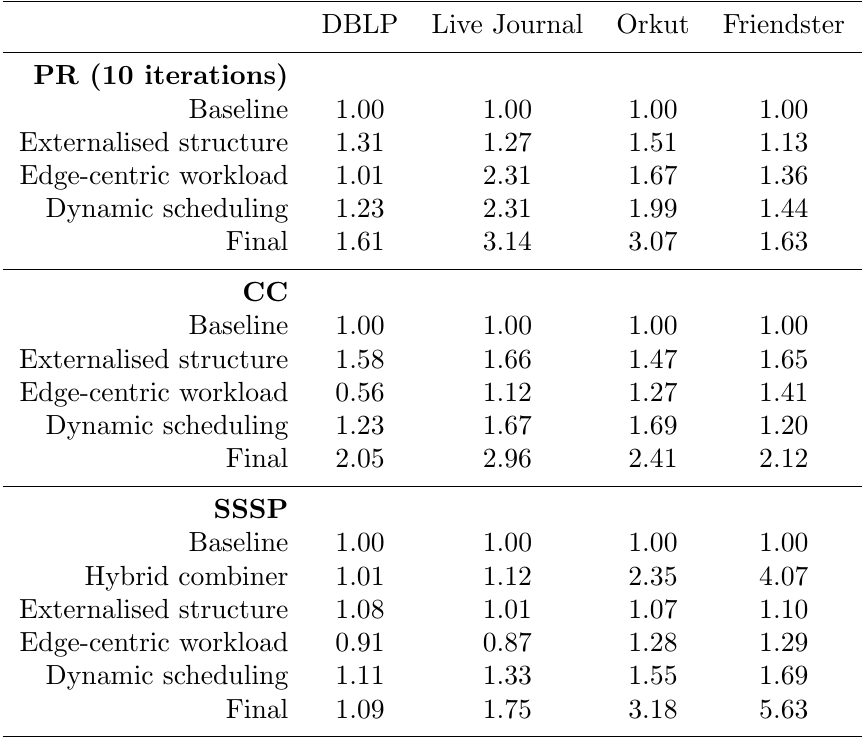 DBLP Live Journal Orkut Friendster
PR (10 iterations)
Baseline 1.00 1.00 1.00 1.00
Externalised structure 1.31 1.27 1.51 1.13
Edge-centric workload 1.01 2.31 1.67 1.36
Dynamic scheduling 1.23 2.31 1.99 1.44
Final 1.61 3.14 3.07 1.63
CC
Baseline 1.00 1.00 1.00 1.00
Externalised structure 1.58 1.66 1.47 1.65
Edge-centric workload 0.56 1.12 1.27 1.41
Dynamic scheduling 1.23 1.67 1.69 1.20
Final 2.05 2.96 2.41 2.12
SSSP
Baseline 1.00 1.00 1.00 1.00
Hybrid combiner 1.01 1.12 2.35 4.07
Externalised structure 1.08 1.01 1.07 1.10
Edge-centric workload 0.91 0.87 1.28 1.29
Dynamic scheduling 1.11 1.33 1.55 1.69
Final 1.09 1.75 3.18 5.63